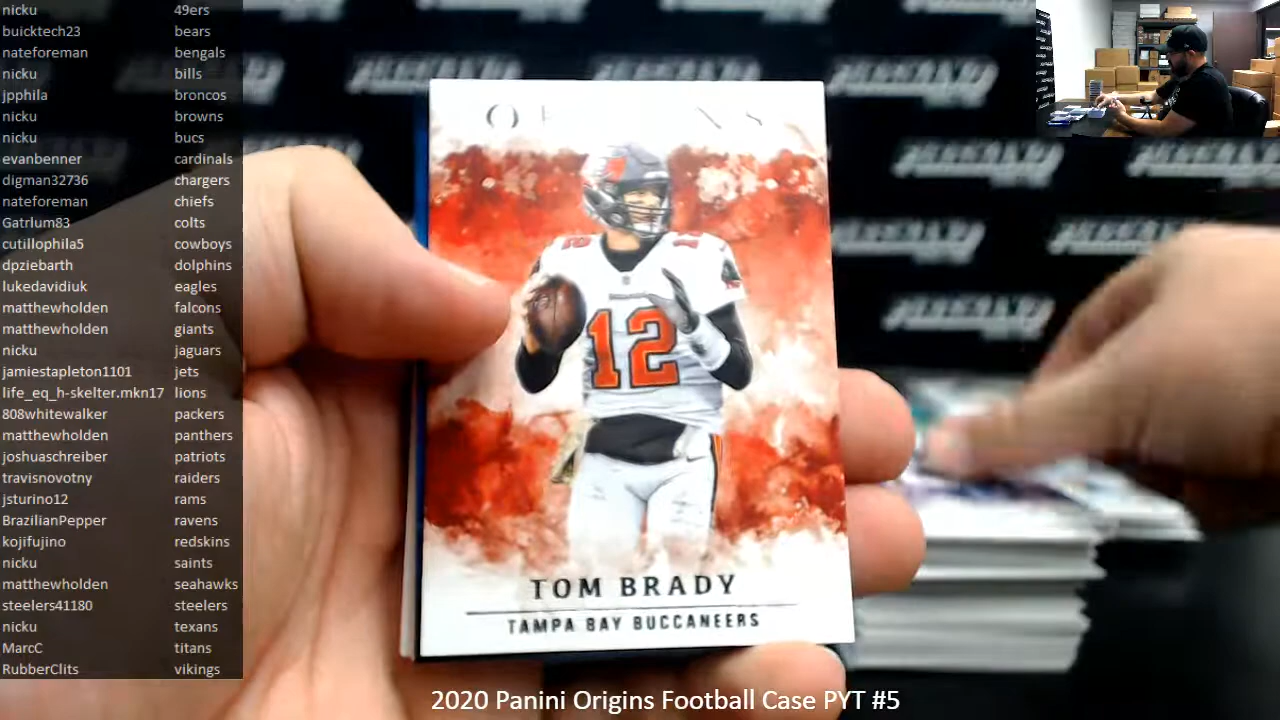 nicku 49ers
buicktech23 bears
nateforeman bengals
nicku bills
jpphila broncos
nicku browns
nicku bucs
evanbenner cardinals
digman32736 chargers
nateforeman chiefs
Gatrlum83 colts
cutillophila5 cowboys
dpziebarth dolphins
lukedavidiuk eagles
matthewholden falcons
matthewholden giants
nicku jaguars
jamiestapleton1101 jets
life_eq_h-skelter.mkn17 lions
808whitewalker packers
matthewholden panthers
joshuaschreiber patriots
travisnovotny raiders
jsturino12 rams
BrazilianPepper ravens
kojifujino redskins
nicku saints
matthewholden seahawks
steelers41180 steelers
nicku texans
MarcC titans
RubberClits vikings
12
TOM BRADY
TAMPA BAY BUCCANEERS
2020 Panini Origins Football Case PYT #5